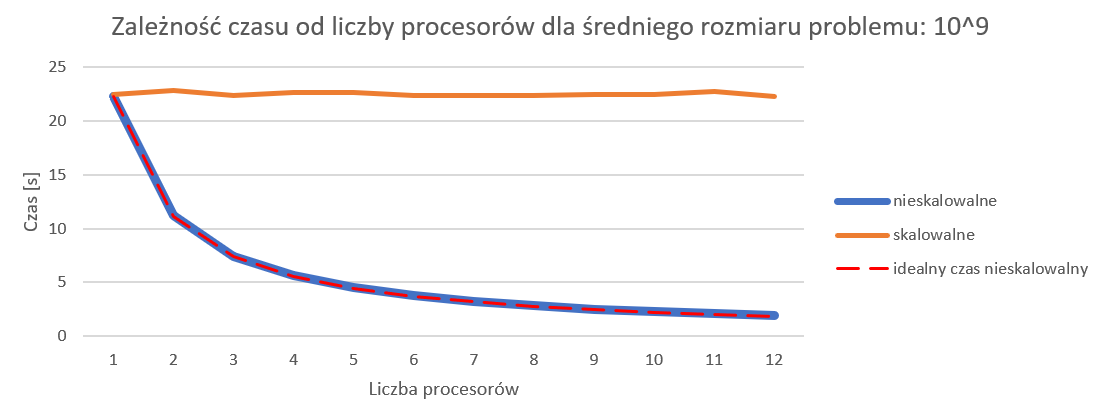 Zależność czasu od liczby procesorów dla średniego rozmiaru problemu: 10^9
25
20
15
10
5
0
Czas [s]
1 2 3 4 5 6 7 8 9 10 11 12
Liczba procesorów
nieskalowalne
skalowalne
idealny czas nieskalowalny